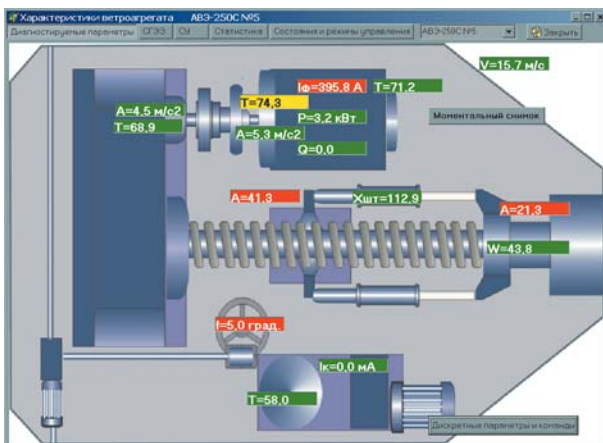 Характеристики ветроагрегата АВЭ-250С №5
Диагностируемые параметры СГЭЭ СУ Статистика Состояния и режимы управления АВЭ-250С №5 Закрыть
V=15,7 м/с
Iф=395,8 А T=71,2
T=74,3
A=4,5 м/с2 P=3,2 кВт Моментальный снимок
T=68,9 A=5,3 м/с2
Q=0,0
A=41,3 Xшт=112,9 A=21,3
W=43,8
f=5,0 град.
Iк=0,0 мА
T=58,0
Дискретные параметры и команды